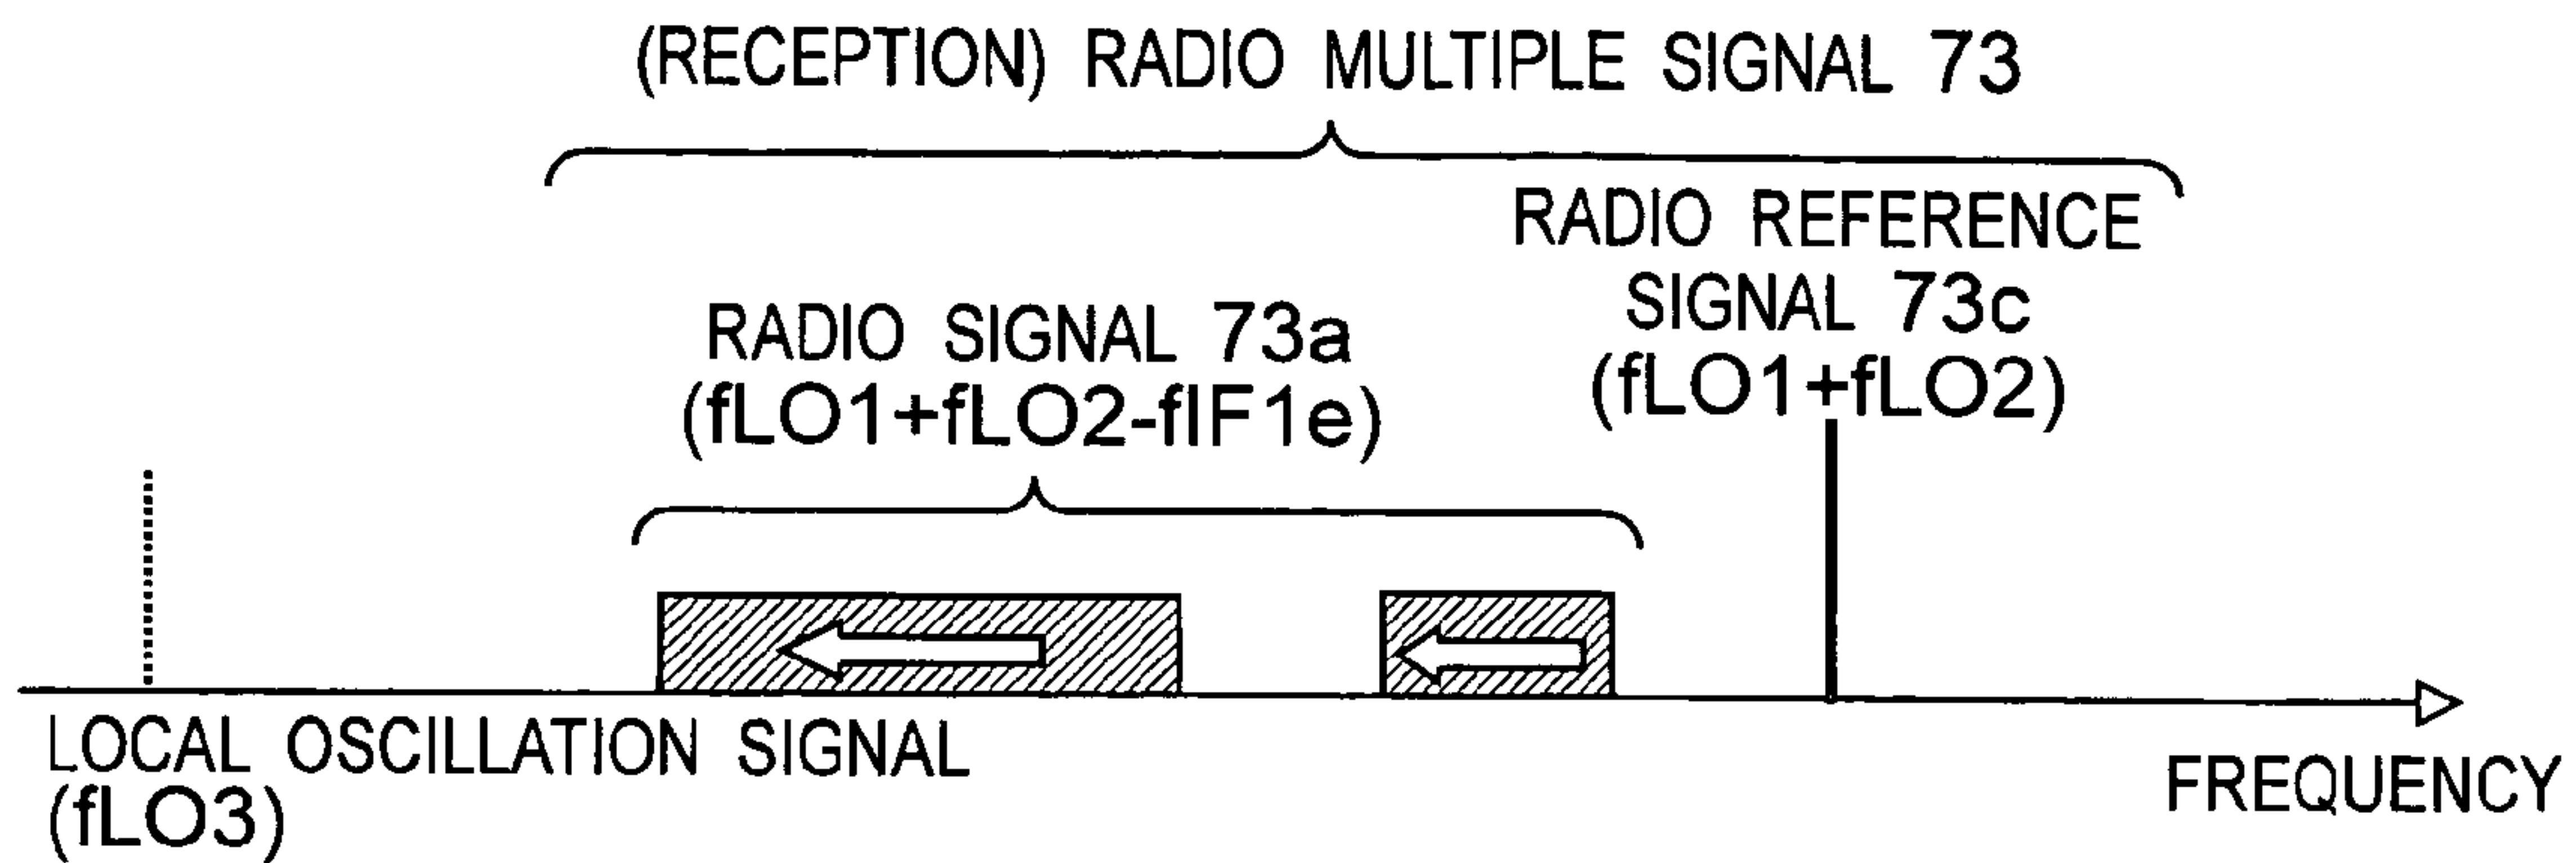 (RECEPTION) RADIO MULTIPLE SIGNAL 73
RADIO REFERENCE
SIGNAL 73c
(fLO1+fLO2)
RADIO SIGNAL 73a
(fLO1+fLO2-fIF1e)
LOCAL OSCILLATION SIGNAL
(fLO3)
FREQUENCY